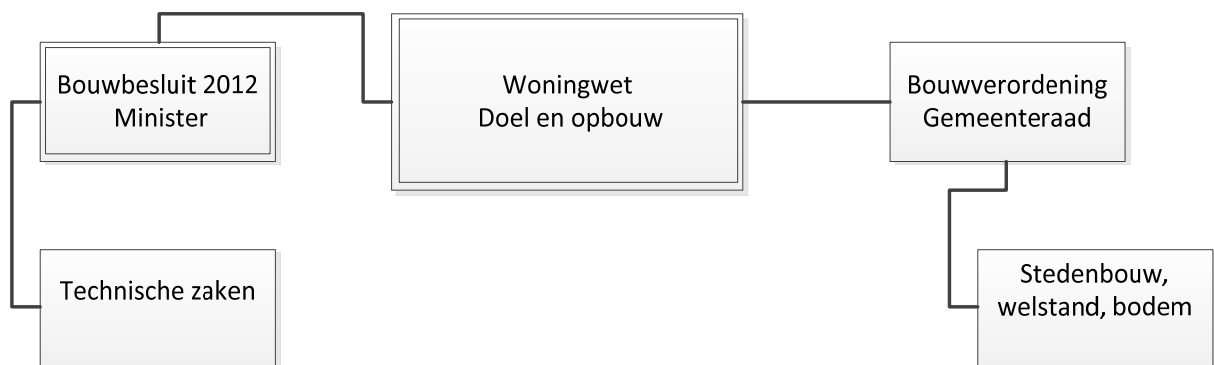 Bouwbesluit 2012
Minister
Woningwet
Doel en opbouw
Bouwverordening
Gemeenteraad
Technische zaken
Stedenbouw,
welstand, bodem